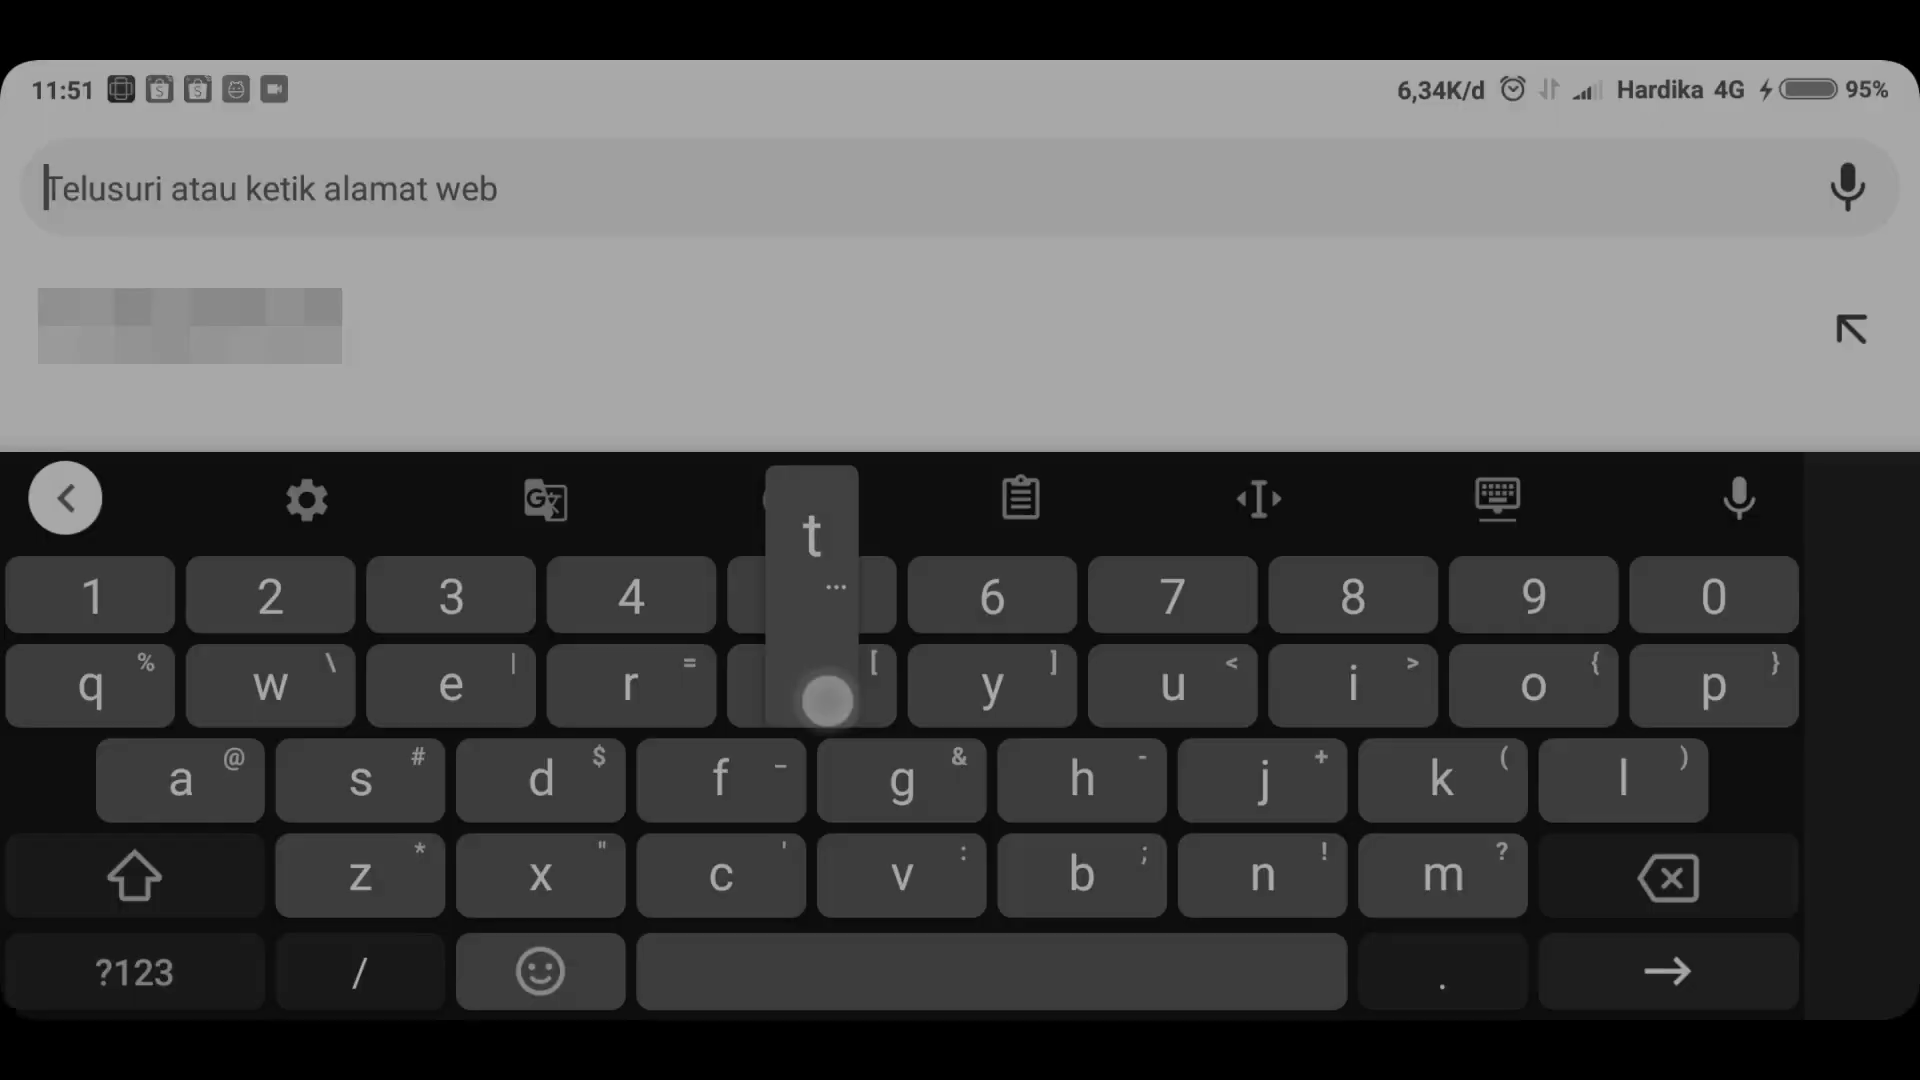 11:51 6,34K/d Hardika 4G 95%
Telusuri atau ketik alamat web
t
...
1 2 3 4 6 7 8 9 0
q % w \ e | r = [ y ] u < i > o { p }
a @ s # d $ f _ g & h - j + k ( l )
z * x " c ' v : b ; n ! m ?
?123 / .